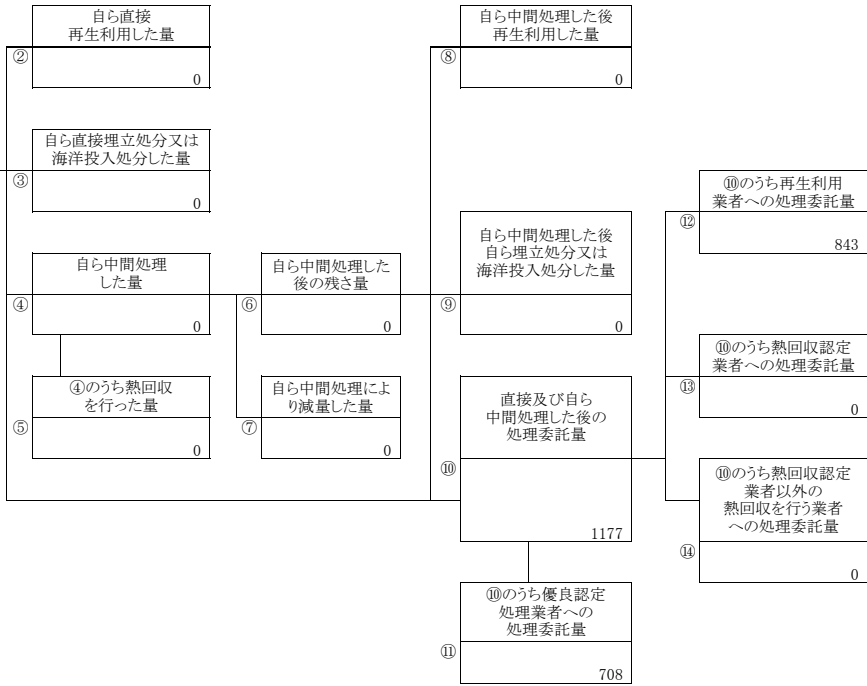 自ら直接
再生利用した量
②
0
自ら中間処理した後
再生利用した量
⑧
0
自ら直接埋立処分又は
海洋投入処分した量
③
0
⑩のうち再生利用
業者への処理委託量
⑫
843
自ら中間処理した後
自ら埋立処分又は
海洋投入処分した量
⑨
0
自ら中間処理
した量
④
0
自ら中間処理した
後の残さ量
⑥
0
⑩のうち熱回収認定
業者への処理委託量
⑬
0
④のうち熱回収
を行った量
⑤
0
自ら中間処理によ
り減量した量
⑦
0
直接及び自ら
中間処理した後の
処理委託量
⑩
1177
⑩のうち熱回収認定
業者以外の
熱回収を行う業者
への処理委託量
⑭
0
⑩のうち優良認定
処理業者への
処理委託量
⑪
708